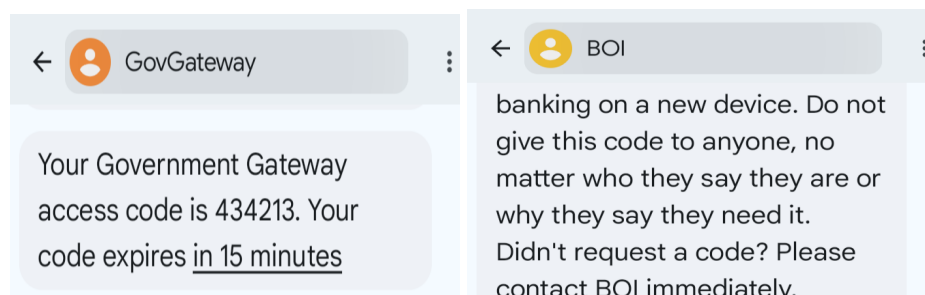 GovGateway
Your Government Gateway
access code is 434213. Your
code expires in 15 minutes
BOI
banking on a new device. Do not
give this code to anyone, no
matter who they say they are or
why they say they need it.
Didn't request a code? Please
contact BOI immediately.